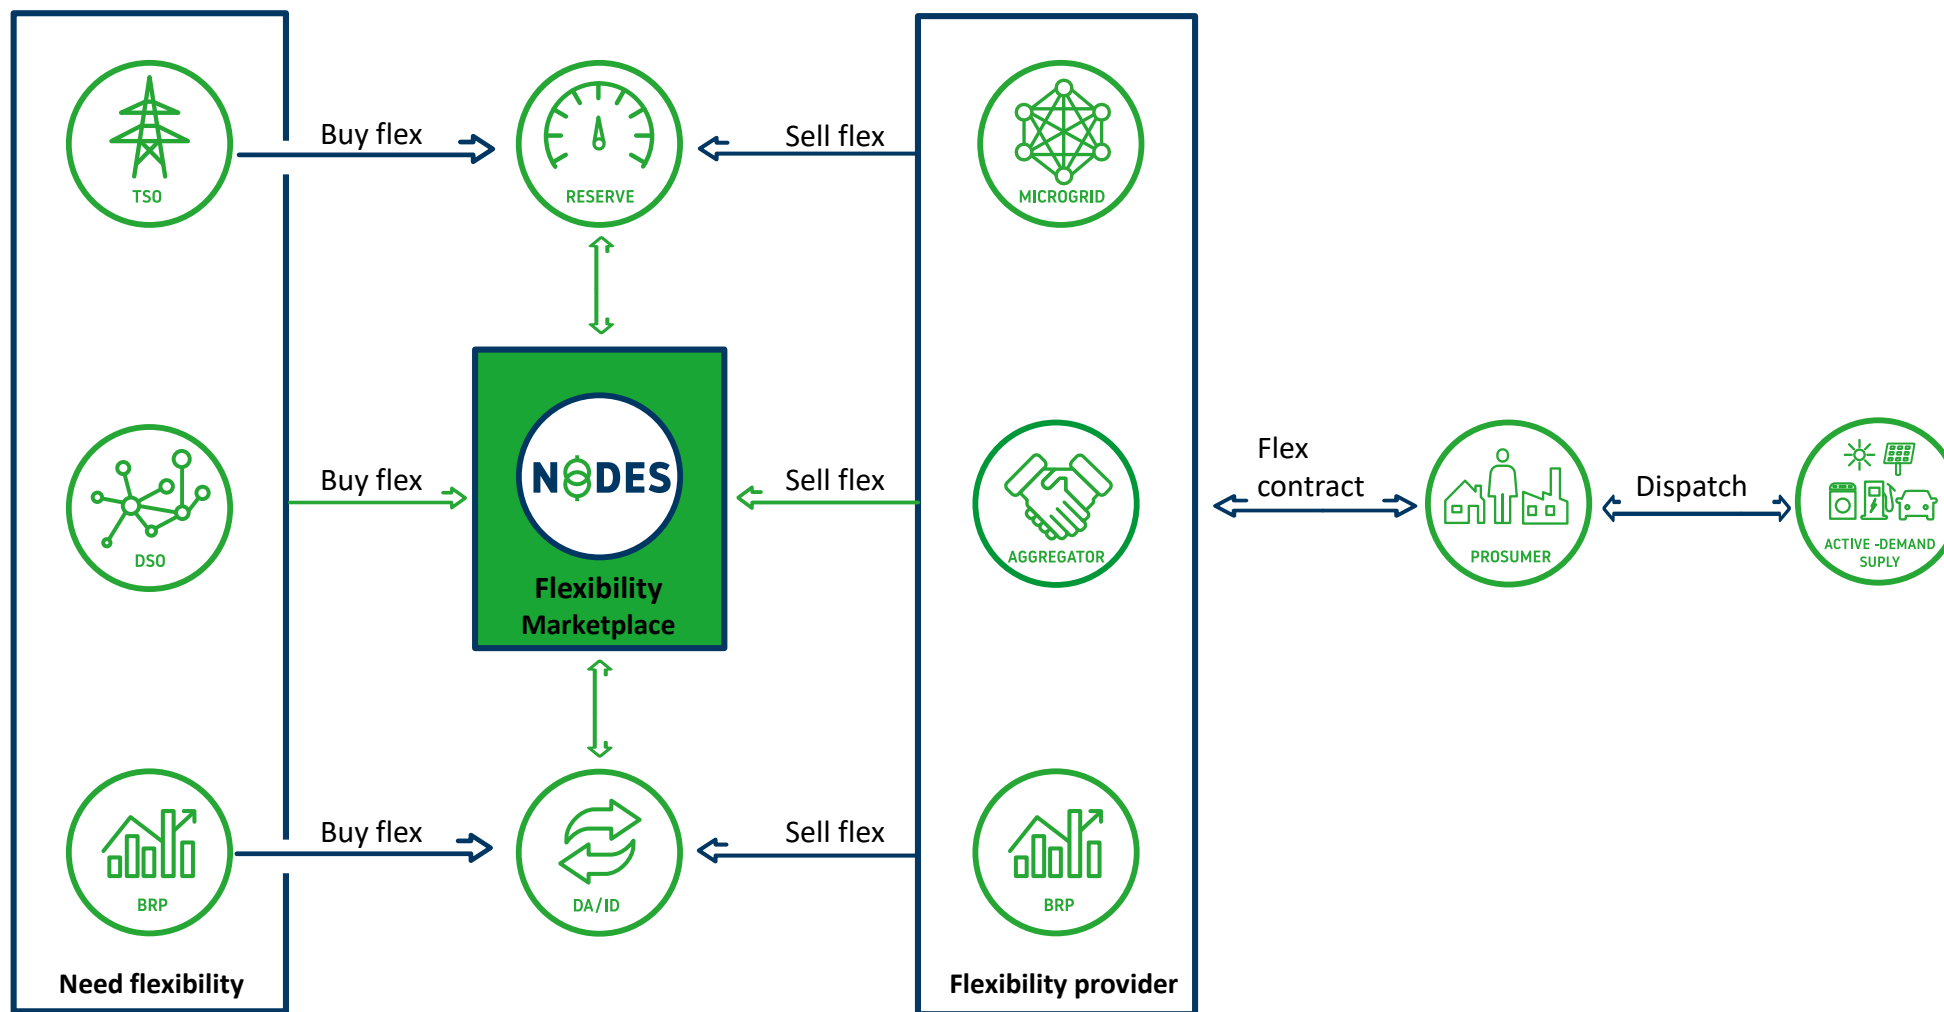 TSO
Buy flex
RESERVE
Sell flex
MICROGRID
DSO
Buy flex
NODES
Flexibility
Marketplace
Sell flex
AGGREGATOR
Flex
contract
PROSUMER
Dispatch
ACTIVE -DEMAND
SUPLY
BRP
Buy flex
DA/ID
Sell flex
BRP
Need flexibility
Flexibility provider